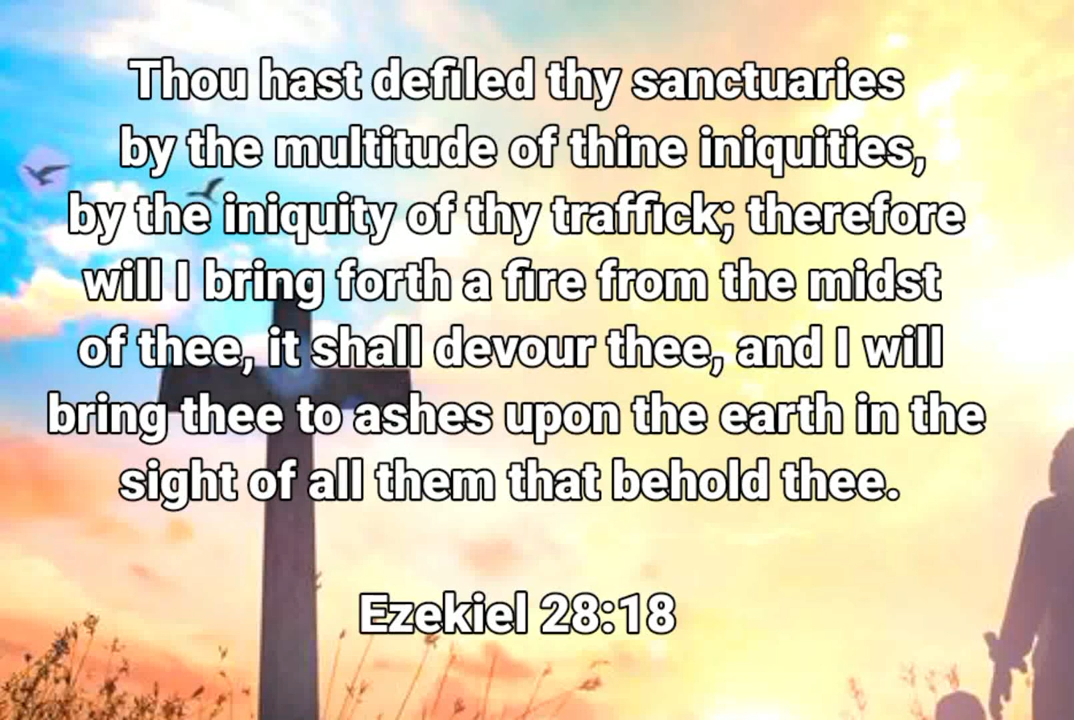 Thou hast defiled thy sanctuaries
by the multitude of thine iniquities,
by the iniquity of thy traffick; therefore
will I bring forth a fire from the midst
of thee, it shall devour thee, and I will
bring thee to ashes upon the earth in the
sight of all them that behold thee.
Ezekiel 28:18